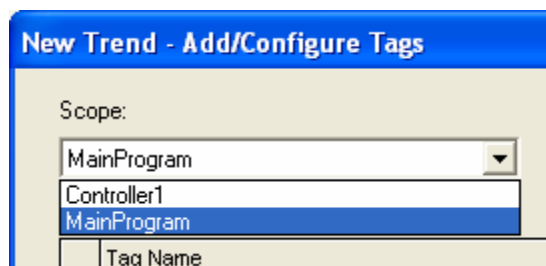 New Trend - Add/Configure Tags
Scope:
MainProgram
Controller1
MainProgram
Tag Name